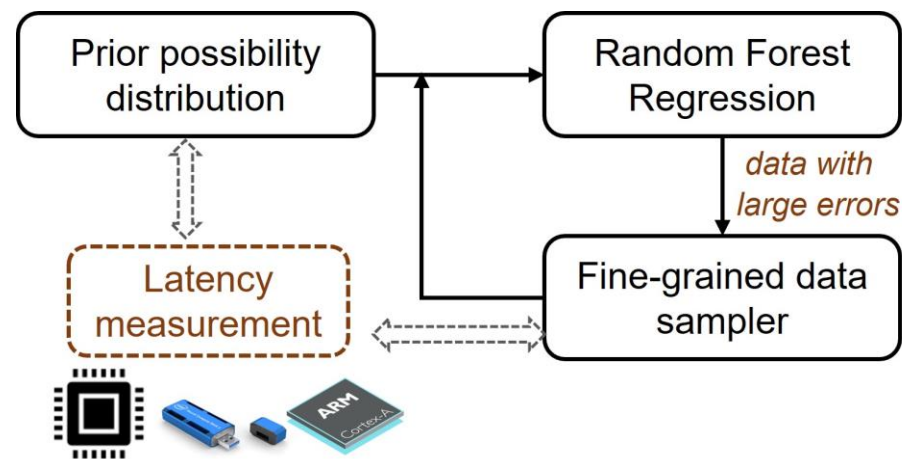 Prior possibility
distribution
Random Forest
Regression
data with
large errors
Latency
measurement
Fine-grained data
sampler
ARM
Cortex-A